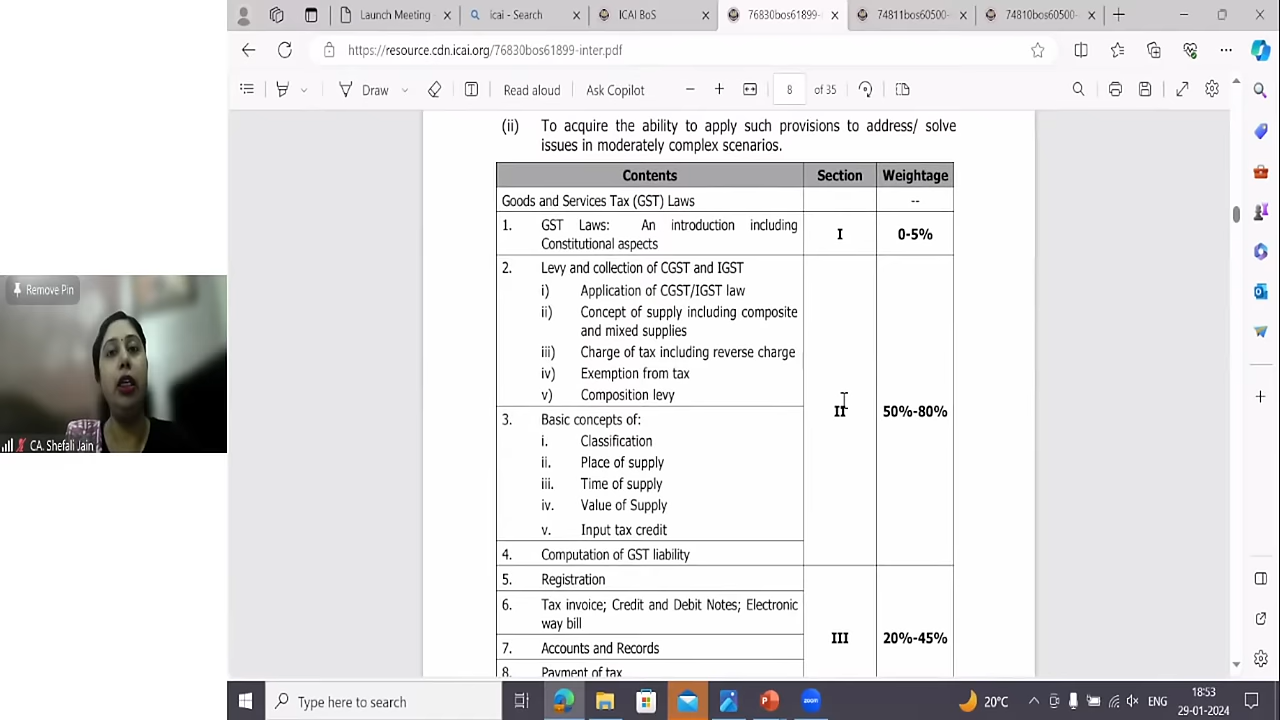 Launch Meeting -
icai - Search
ICAI BoS
76830bos61899-
74811bos60500-
74810bos60500-
https://resource.cdn.icai.org/76830bos61899-inter.pdf
Draw
Read aloud
Ask Copilot
8
of 35
(ii) To acquire the ability to apply such provisions to address/ solve
issues in moderately complex scenarios.
Contents Section Weightage
Goods and Services Tax (GST) Laws --
1. GST Laws: An introduction including
Constitutional aspects
I 0-5%
2. Levy and collection of CGST and IGST
i) Application of CGST/IGST law
ii) Concept of supply including composite
and mixed supplies
iii) Charge of tax including reverse charge
iv) Exemption from tax
v) Composition levy
II 50%-80%
3. Basic concepts of:
i. Classification
ii. Place of supply
iii. Time of supply
iv. Value of Supply
v. Input tax credit
4. Computation of GST liability
5. Registration
6. Tax invoice; Credit and Debit Notes; Electronic
way bill
III 20%-45%
7. Accounts and Records
8. Payment of tax
Remove Pin
CA. Shefali Jain
Type here to search
20°C
ENG
18:53
29-01-2024